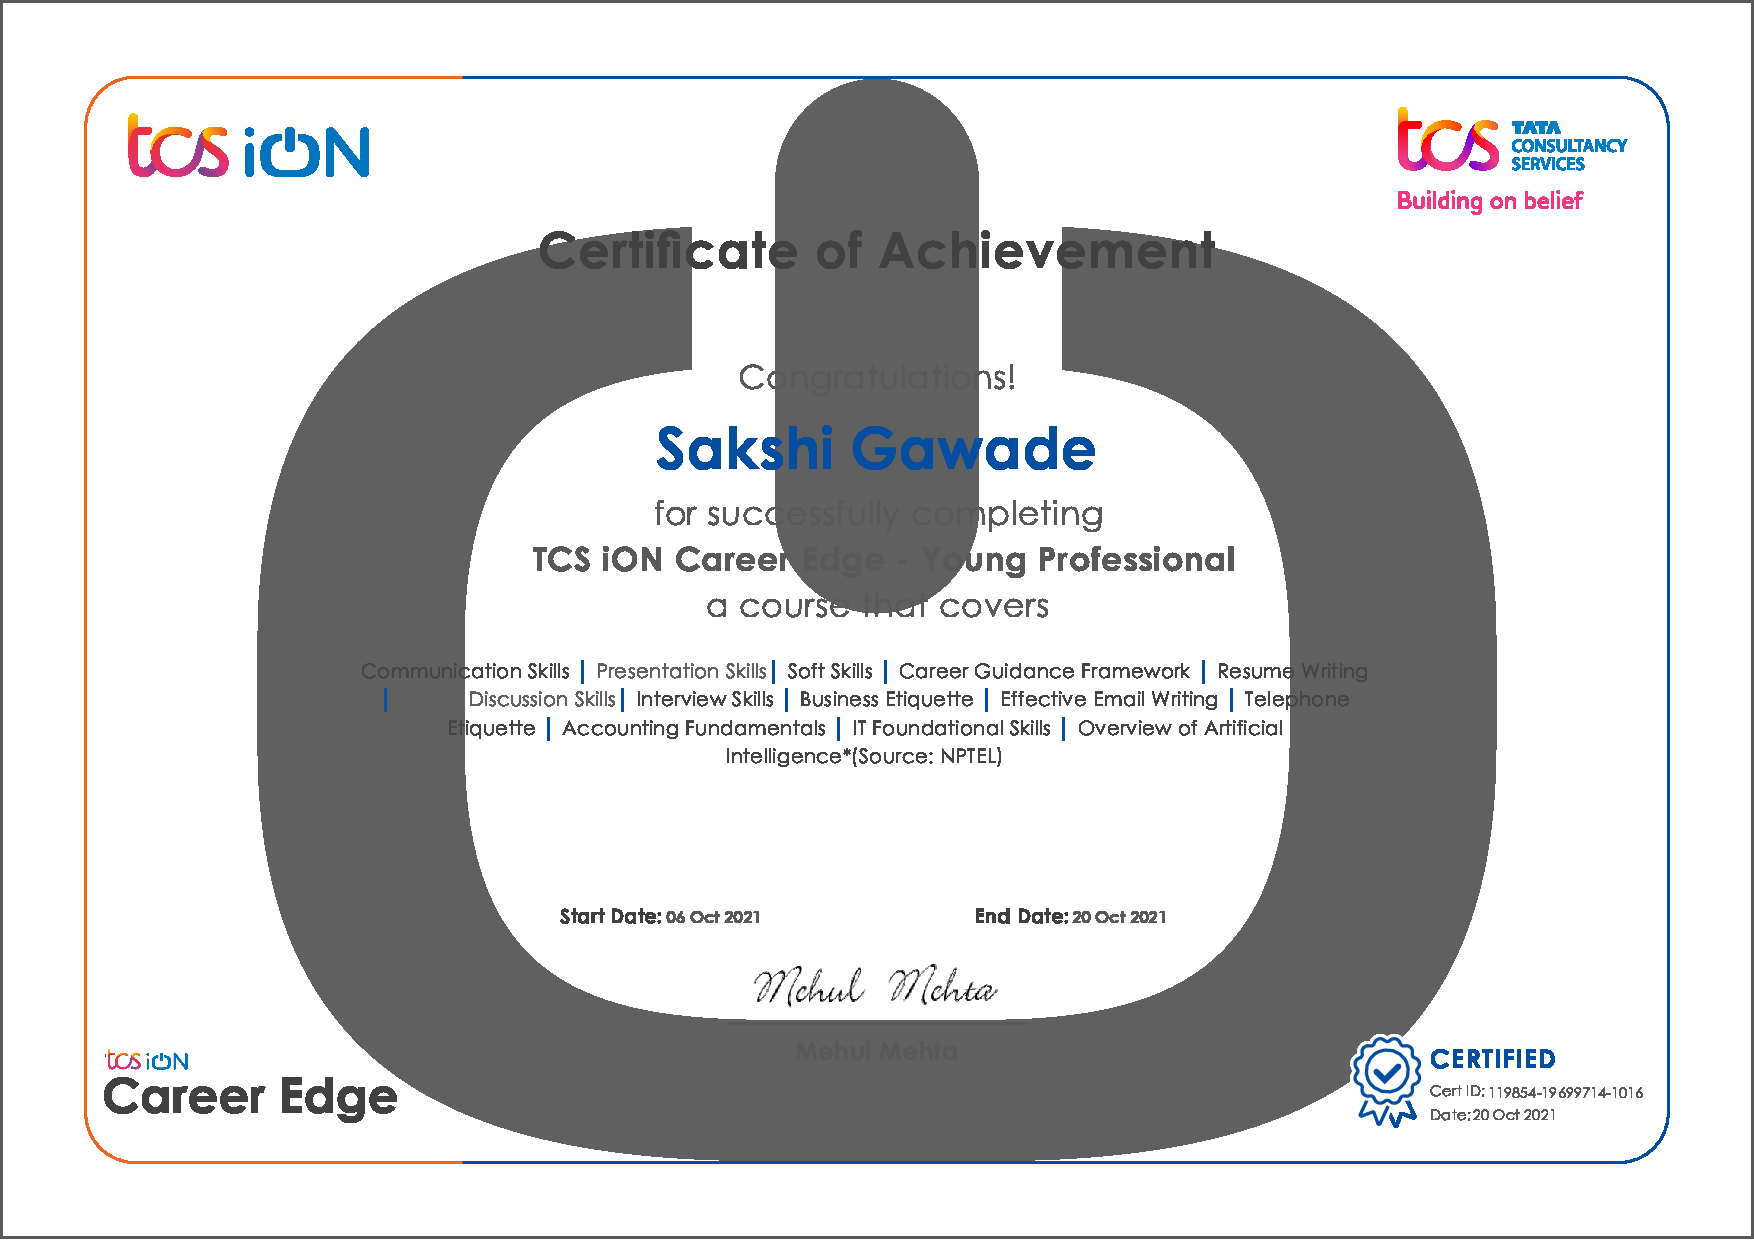 tcs iON
tcs TATA
CONSULTANCY
SERVICES
Building on belief
Certificate of Achievement
Congratulations!
Sakshi Gawade
for successfully completing
TCS iON Career Edge - Young Professional
a course that covers
Communication Skills | Presentation Skills | Soft Skills | Career Guidance Framework | Resume Writing
| Discussion Skills | Interview Skills | Business Etiquette | Effective Email Writing | Telephone
Etiquette | Accounting Fundamentals | IT Foundational Skills | Overview of Artificial
Intelligence*(Source: NPTEL)
Start Date: 06 Oct 2021 End Date: 20 Oct 2021
Mehul Mehta
Mehul Mehta
tcs iON
Career Edge
CERTIFIED
Cert ID: 119854-19699714-1016
Date: 20 Oct 2021